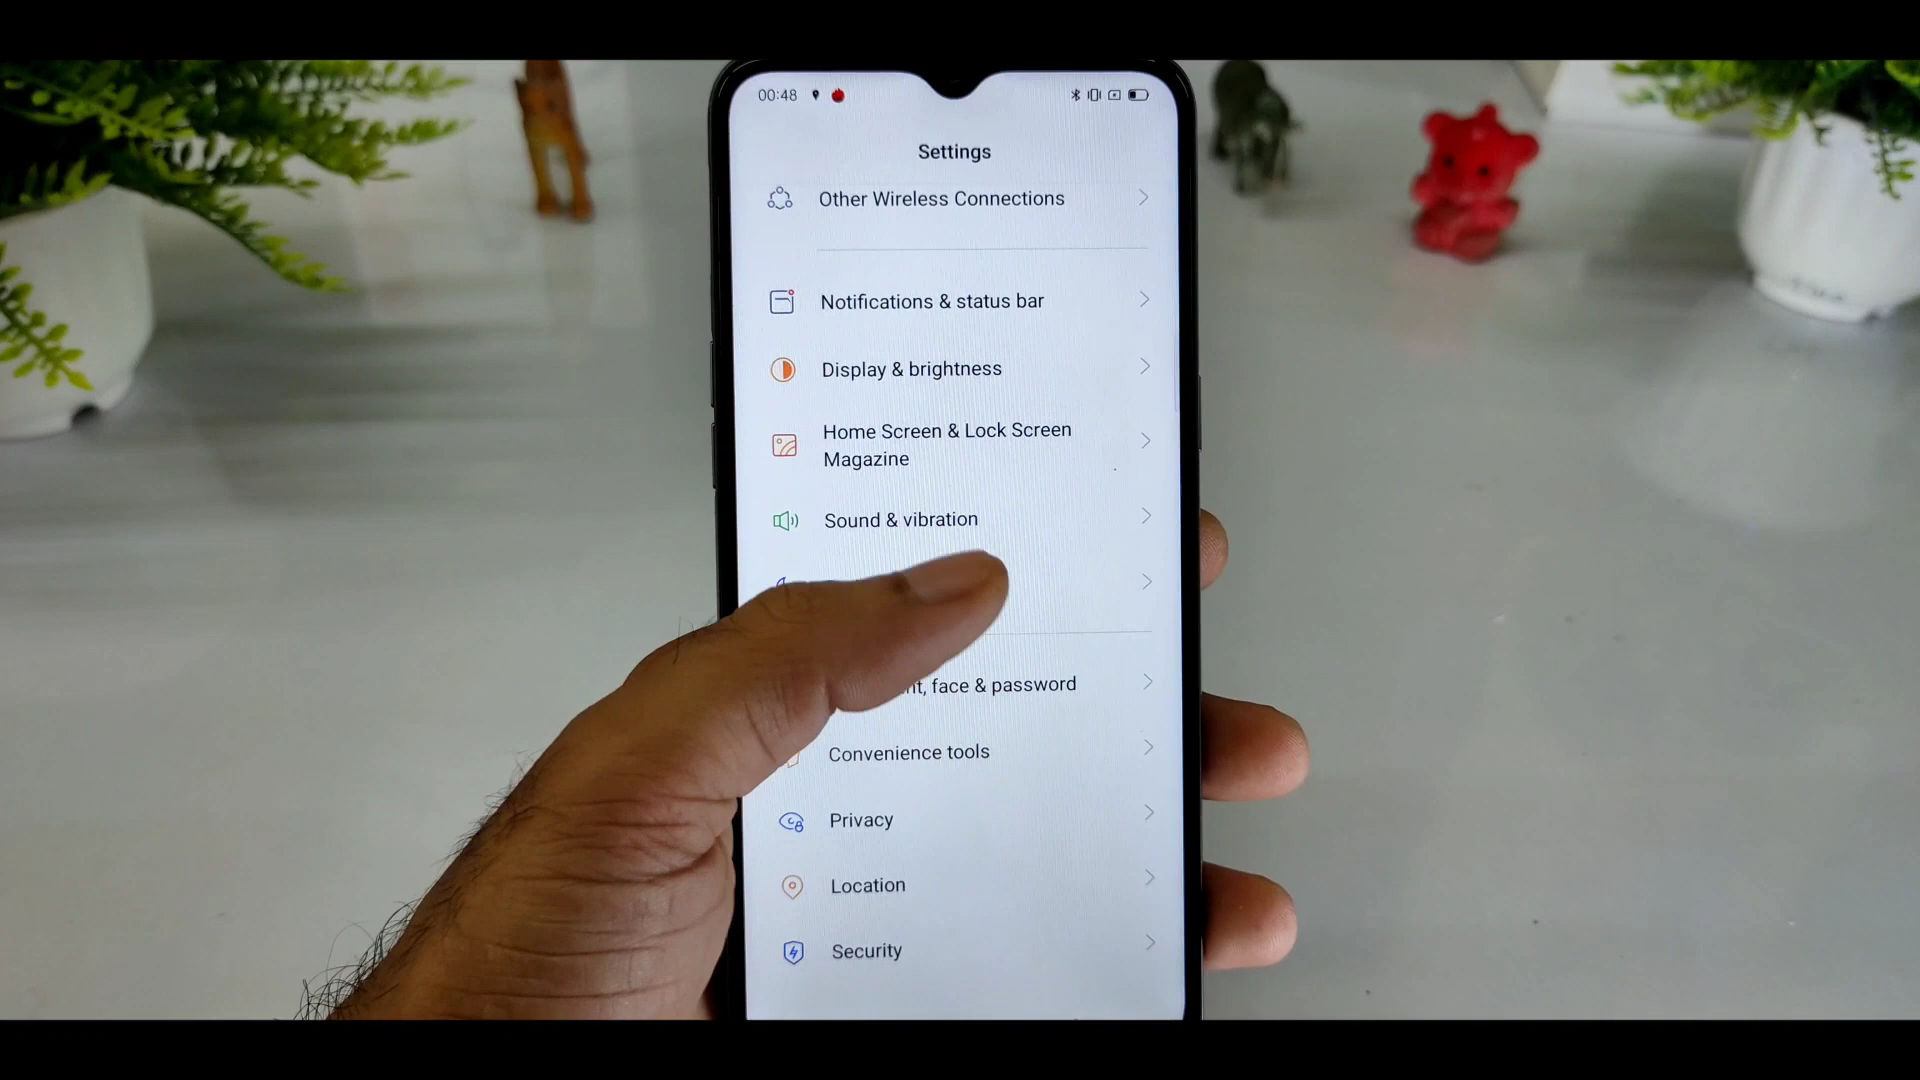 00:48
Settings
Other Wireless Connections
Notifications & status bar
Display & brightness
Home Screen & Lock Screen
Magazine
Sound & vibration
face & password
Convenience tools
Privacy
Location
Security